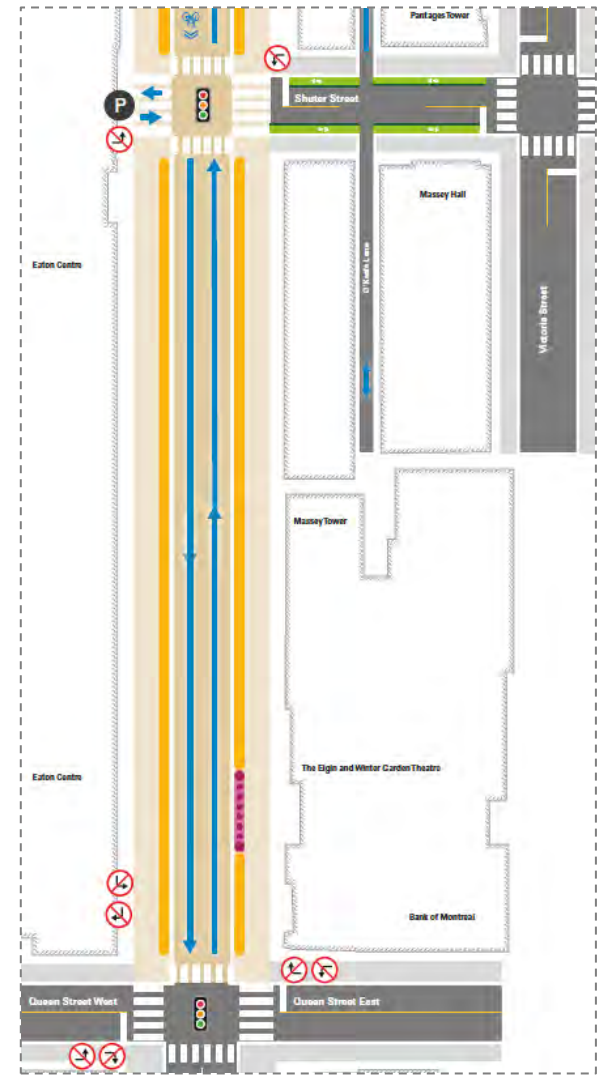 Pantages Tower
P
Shuter Street
Massey Hall
Eaton Centre
O'Keefe Lane
Victoria Street
Massey Tower
The Elgin and Winter Garden Theatre
Eaton Centre
Bank of Montreal
Queen Street West
Queen Street East